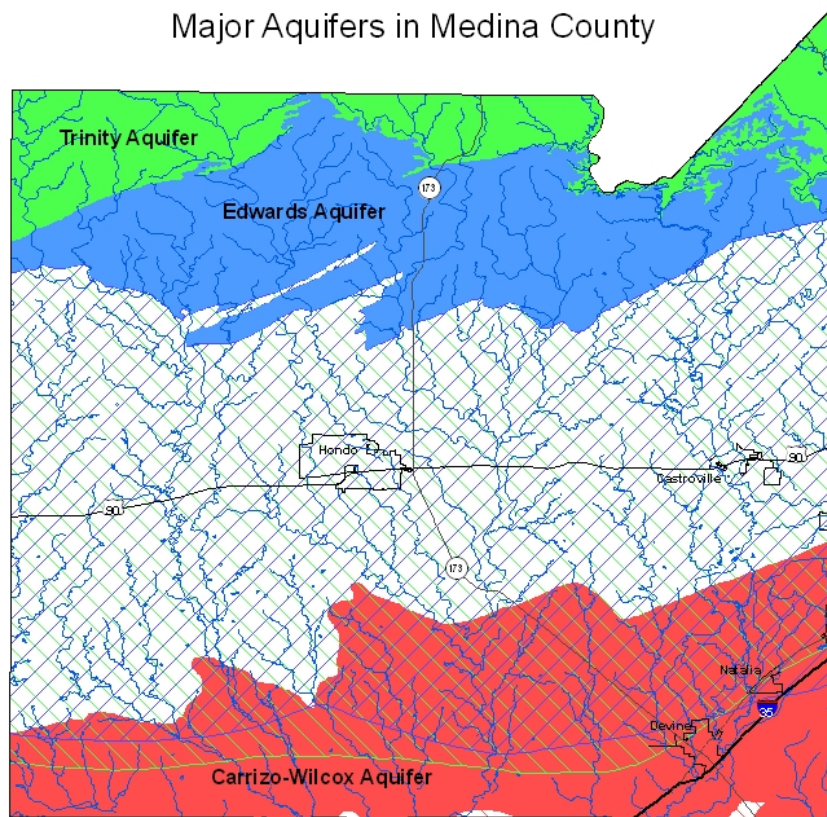 Major Aquifers in Medina County
Trinity Aquifer
173
Edwards Aquifer
Hondo
90
Castroville
90
173
Natalia
35
Devine
Carrizo-Wilcox Aquifer